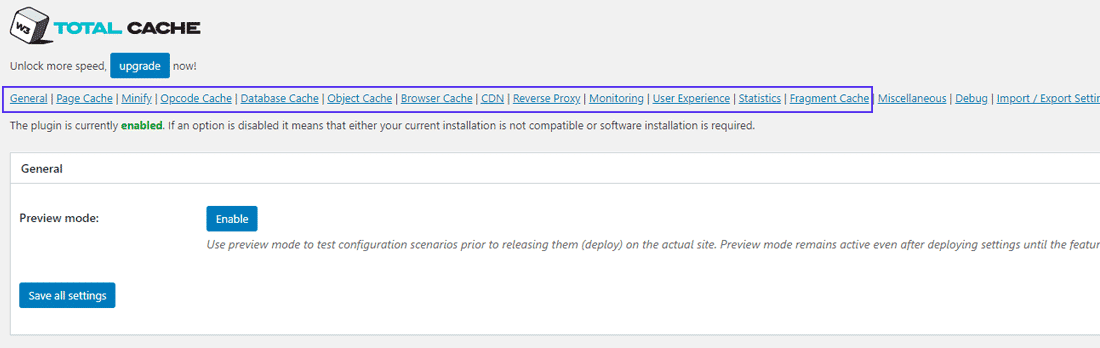 W3 TOTAL CACHE
Unlock more speed, upgrade now!
General | Page Cache | Minify | Opcode Cache | Database Cache | Object Cache | Browser Cache | CDN | Reverse Proxy | Monitoring | User Experience | Statistics | Fragment Cache | Miscellaneous | Debug | Import / Export Settin
The plugin is currently enabled. If an option is disabled it means that either your current installation is not compatible or software installation is required.
General
Preview mode: Enable
Use preview mode to test configuration scenarios prior to releasing them (deploy) on the actual site. Preview mode remains active even after deploying settings until the featur
Save all settings